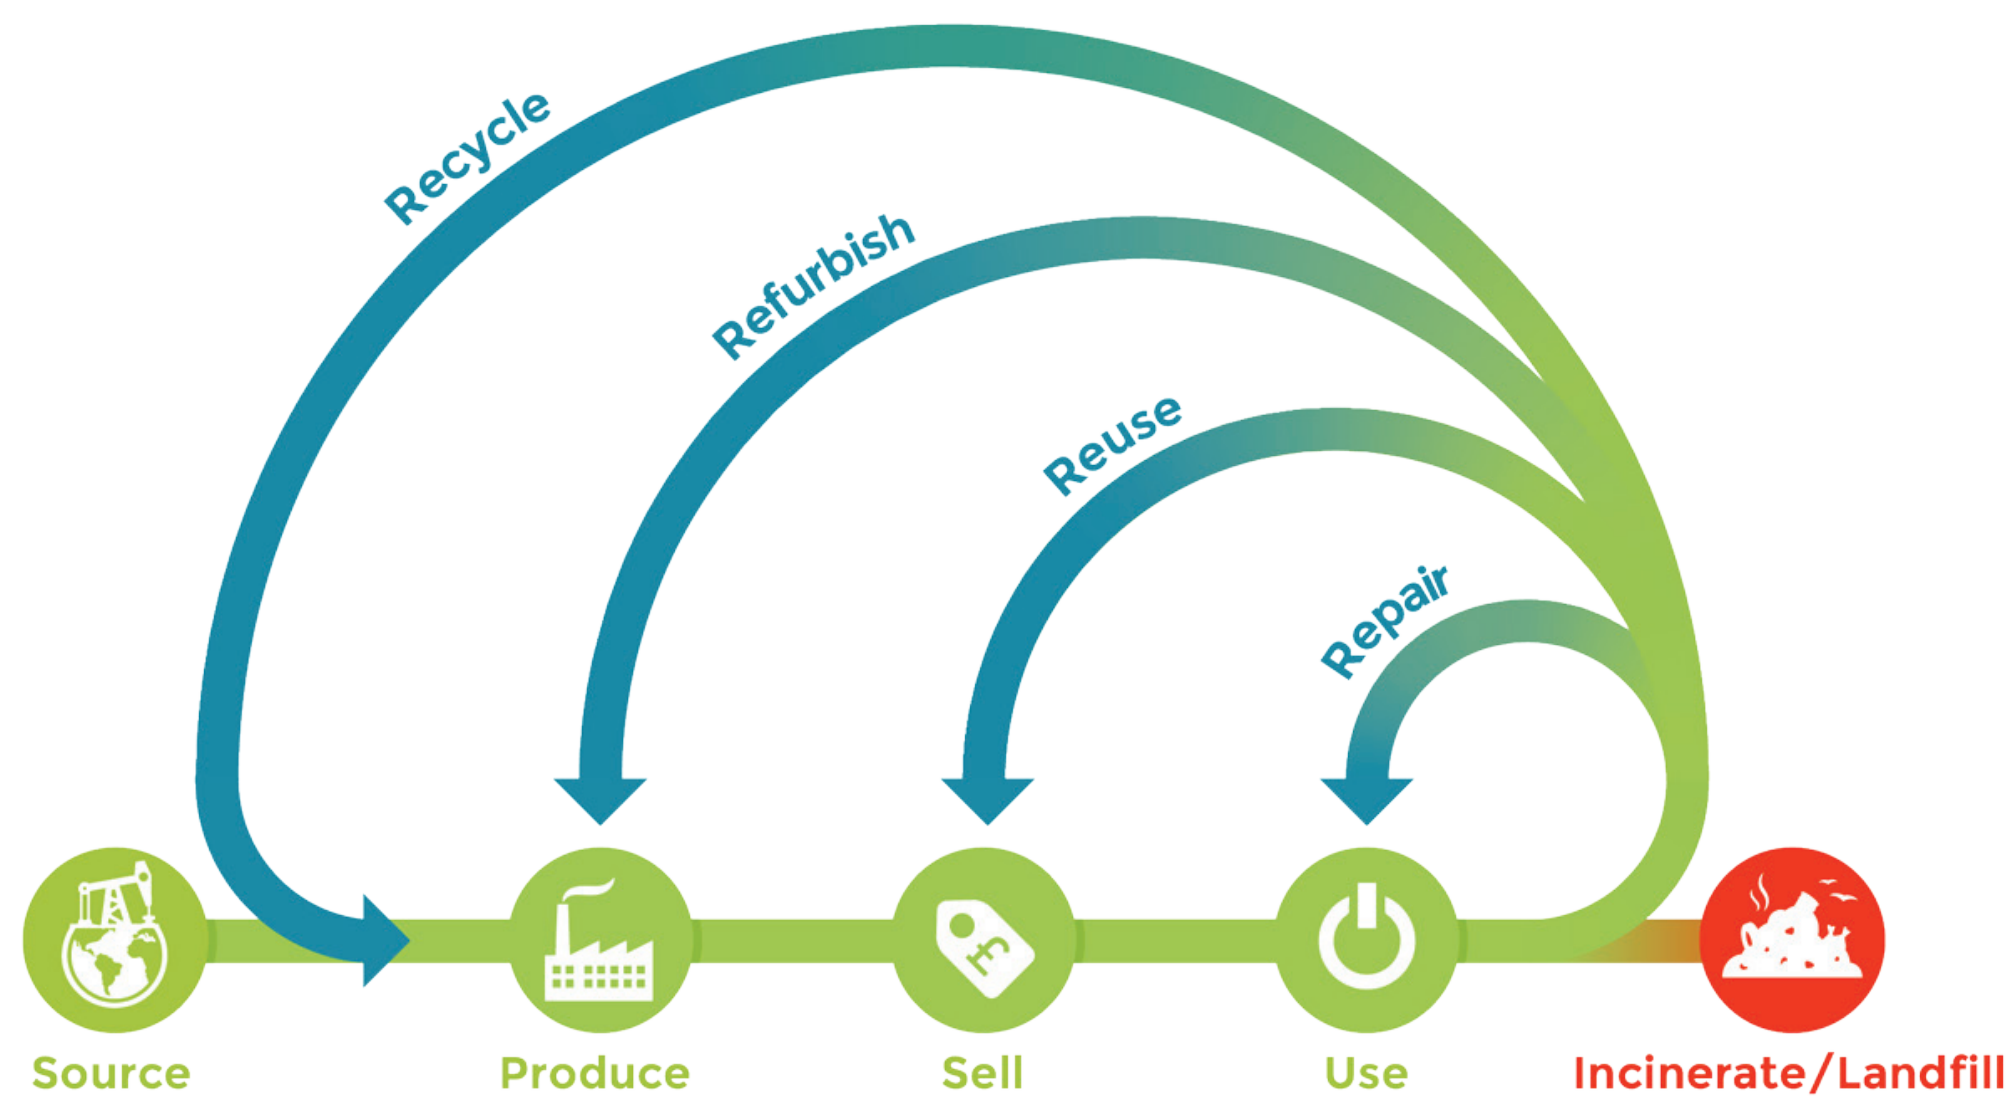 Recycle
Refurbish
Reuse
Repair
£
Source
Produce
Sell
Use
Incinerate/Landfill